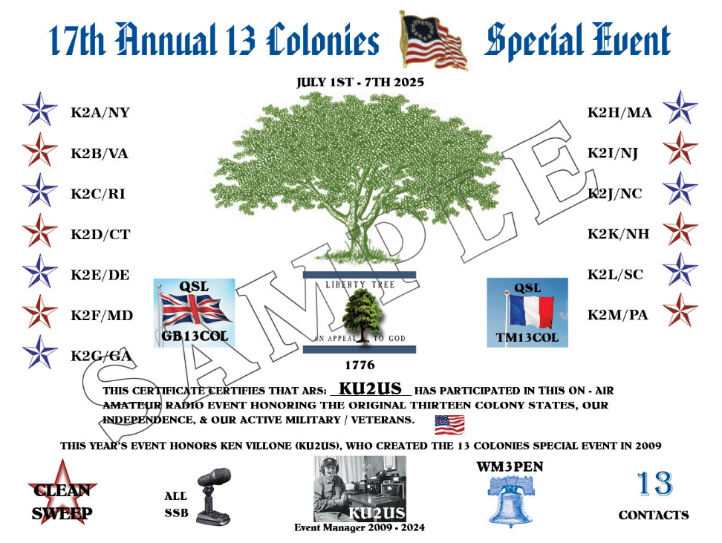 17th Annual 13 Colonies Special Event
JULY 1ST - 7TH 2025
K2A/NY
K2B/VA
K2C/RI
K2D/CT
K2E/DE
K2F/MD
K2G/GA
K2H/MA
K2I/NJ
K2J/NC
K2K/NH
K2L/SC
K2M/PA
SAMPLE
QSL
GB13COL
LIBERTY TREE
AN APPEAL TO GOD
1776
QSL
TM13COL
THIS CERTIFICATE CERTIFIES THAT ARS: KU2US HAS PARTICIPATED IN THIS ON - AIR
AMATEUR RADIO EVENT HONORING THE ORIGINAL THIRTEEN COLONY STATES, OUR
INDEPENDENCE, & OUR ACTIVE MILITARY / VETERANS.
THIS YEAR'S EVENT HONORS KEN VILLONE (KU2US), WHO CREATED THE 13 COLONIES SPECIAL EVENT IN 2009
CLEAN
SWEEP
ALL
SSB
KU2US
Event Manager 2009 - 2024
WM3PEN
13
CONTACTS